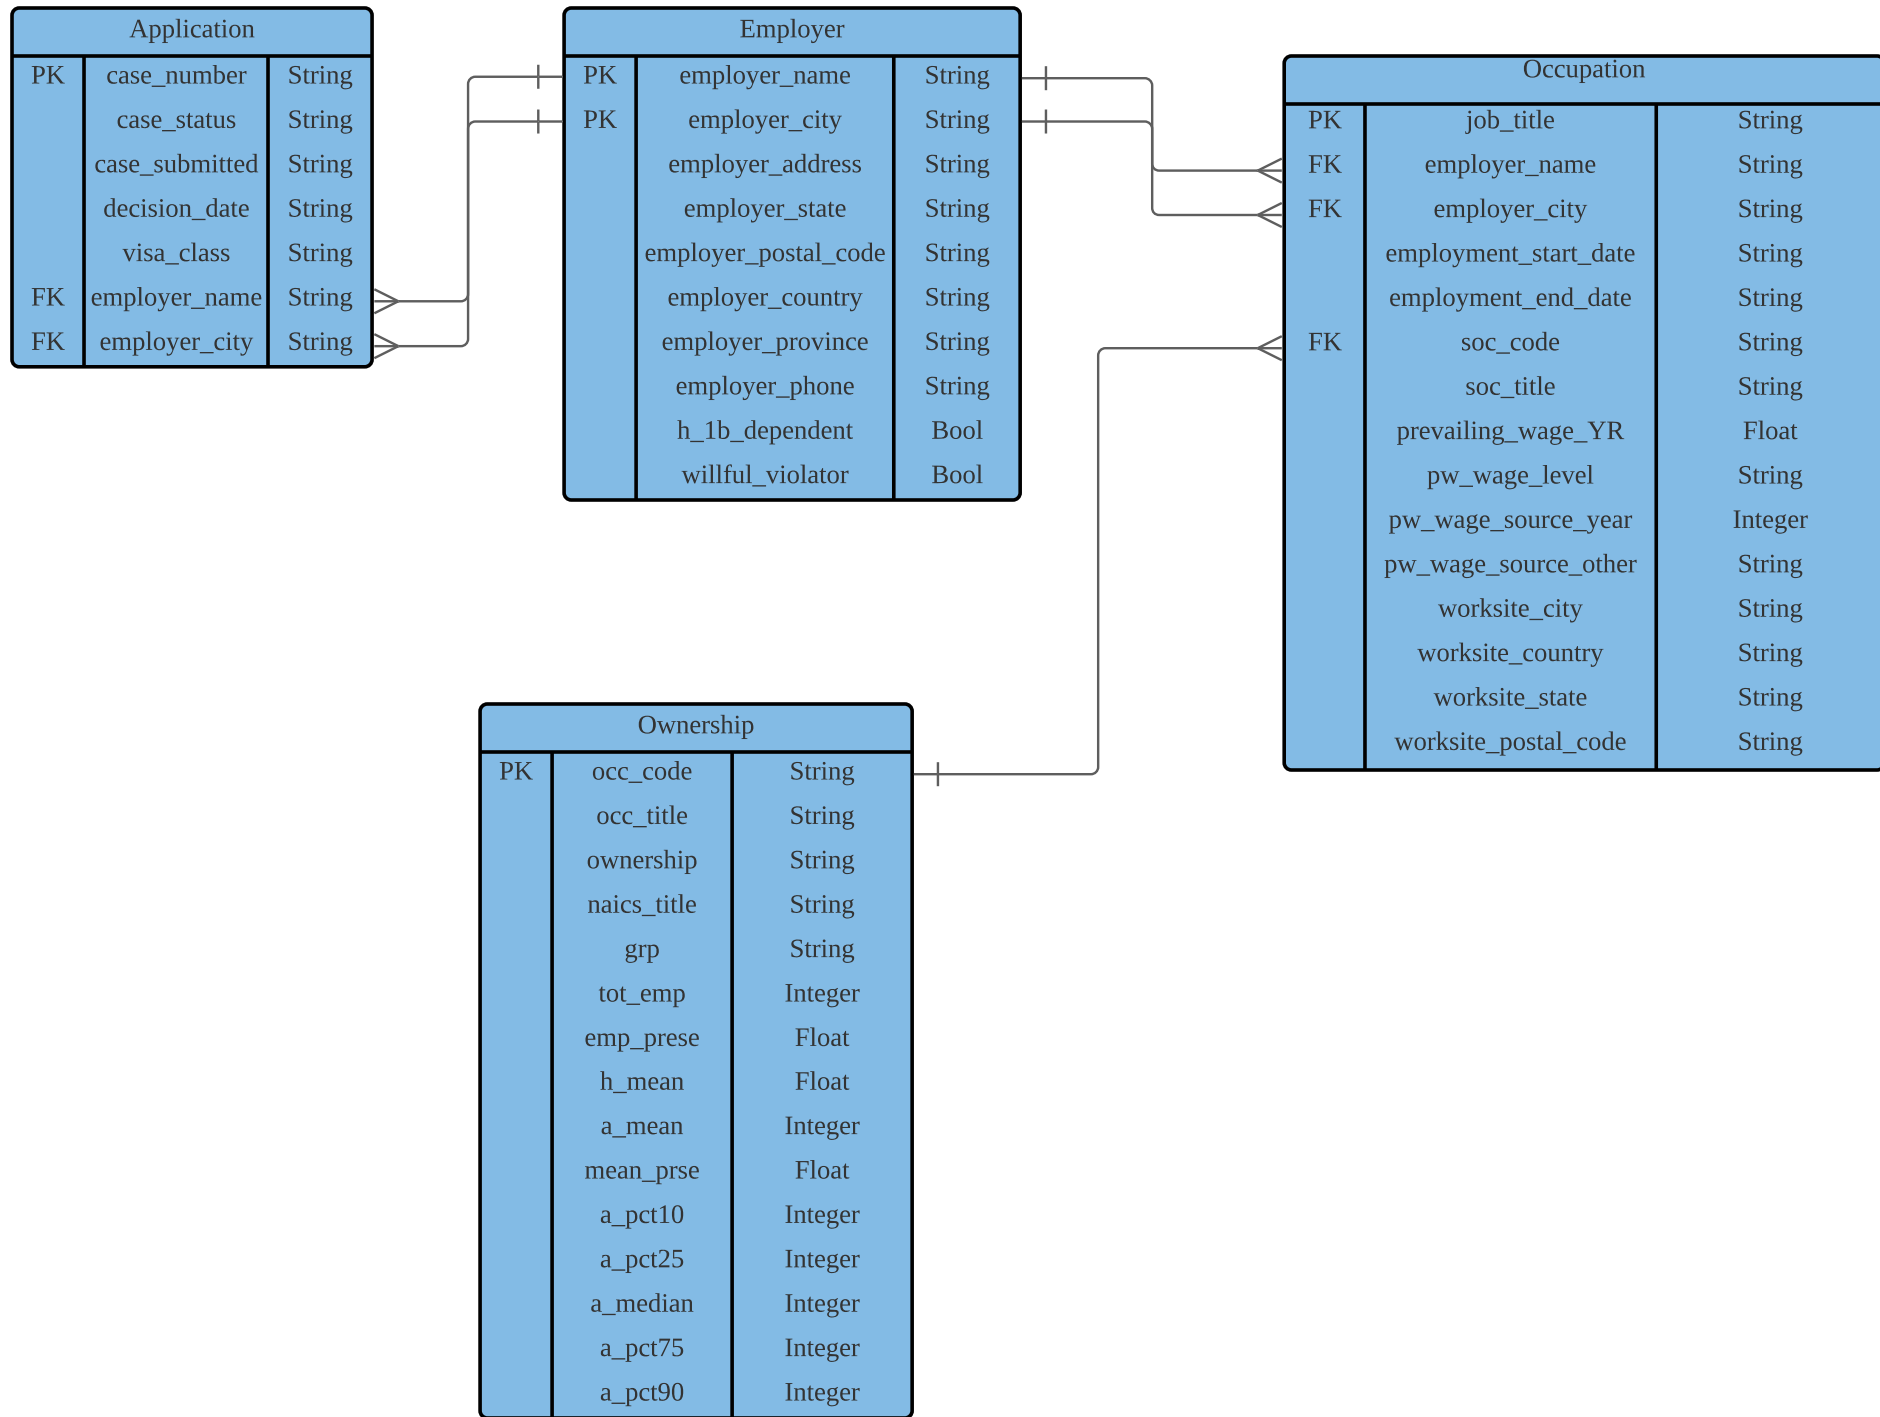 Application
PK case_number String
case_status String
case_submitted String
decision_date String
visa_class String
FK employer_name String
FK employer_city String
Employer
PK employer_name String
PK employer_city String
employer_address String
employer_state String
employer_postal_code String
employer_country String
employer_province String
employer_phone String
h_1b_dependent Bool
willful_violator Bool
Occupation
PK job_title String
FK employer_name String
FK employer_city String
employment_start_date String
employment_end_date String
FK soc_code String
soc_title String
prevailing_wage_YR Float
pw_wage_level String
pw_wage_source_year Integer
pw_wage_source_other String
worksite_city String
worksite_country String
worksite_state String
worksite_postal_code String
Ownership
PK occ_code String
occ_title String
ownership String
naics_title String
grp String
tot_emp Integer
emp_prese Float
h_mean Float
a_mean Integer
mean_prse Float
a_pct10 Integer
a_pct25 Integer
a_median Integer
a_pct75 Integer
a_pct90 Integer